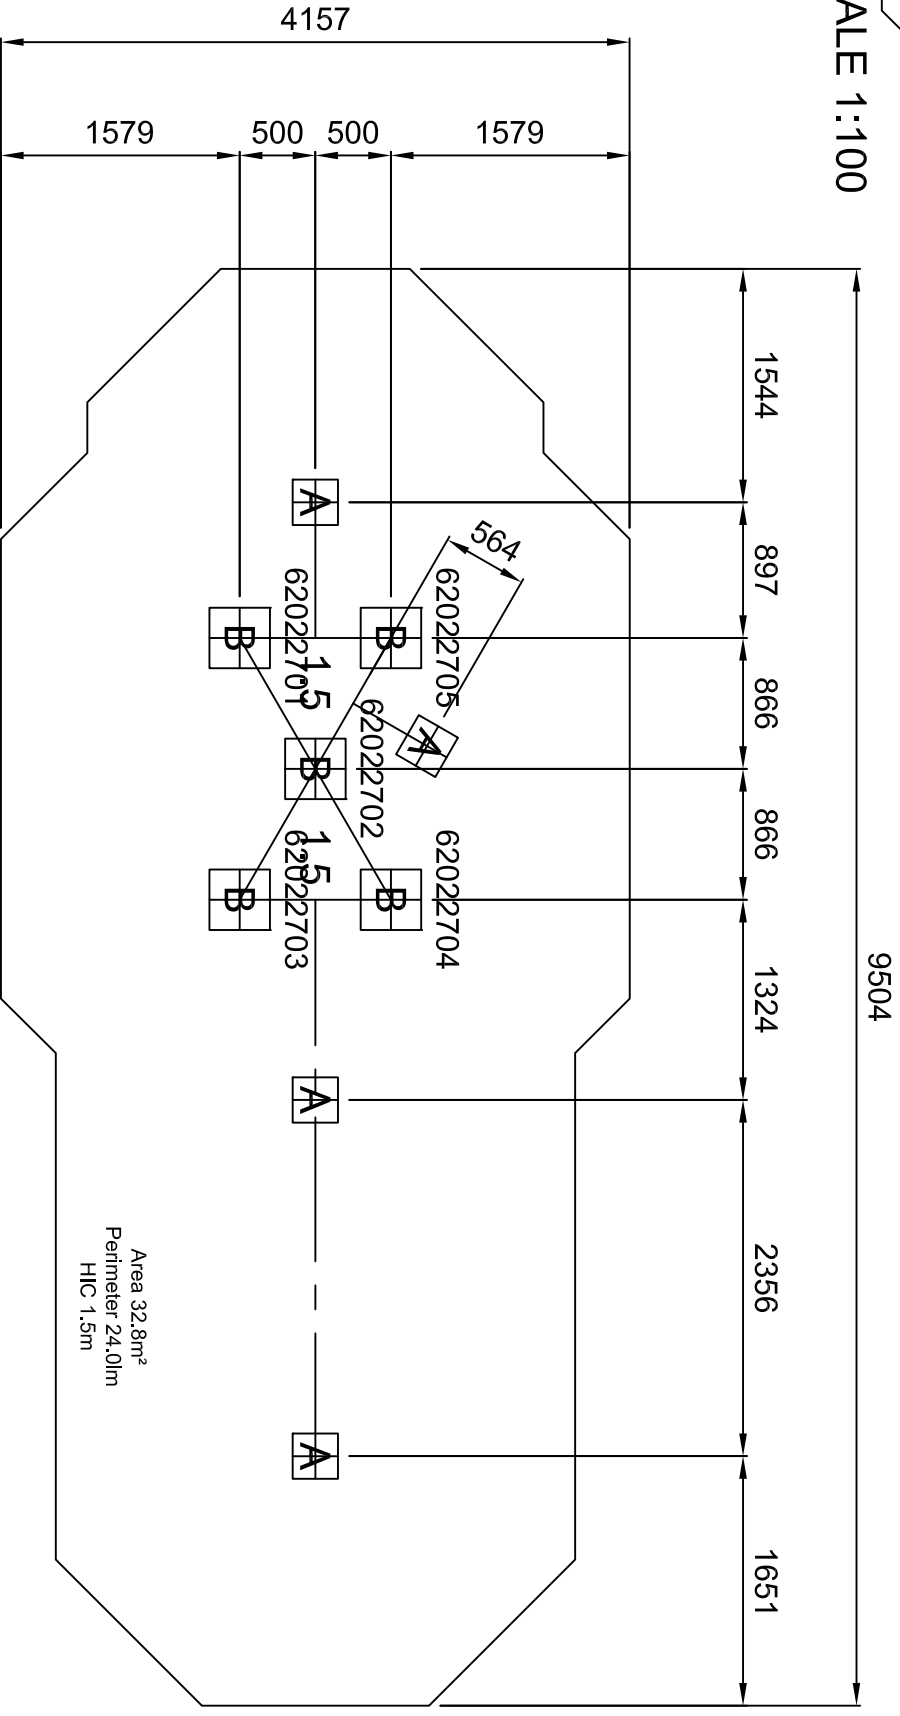 ALE 1:100
4157
1579
500
500
1579
9504
1544
897
866
866
1324
2356
1651
564
A
62022701
62022705
B
B
1.5
62022702
A
B
1.5
62022703
62022704
B
B
A
A
Area 32.8m²
Perimeter 24.0lm
HIC 1.5m